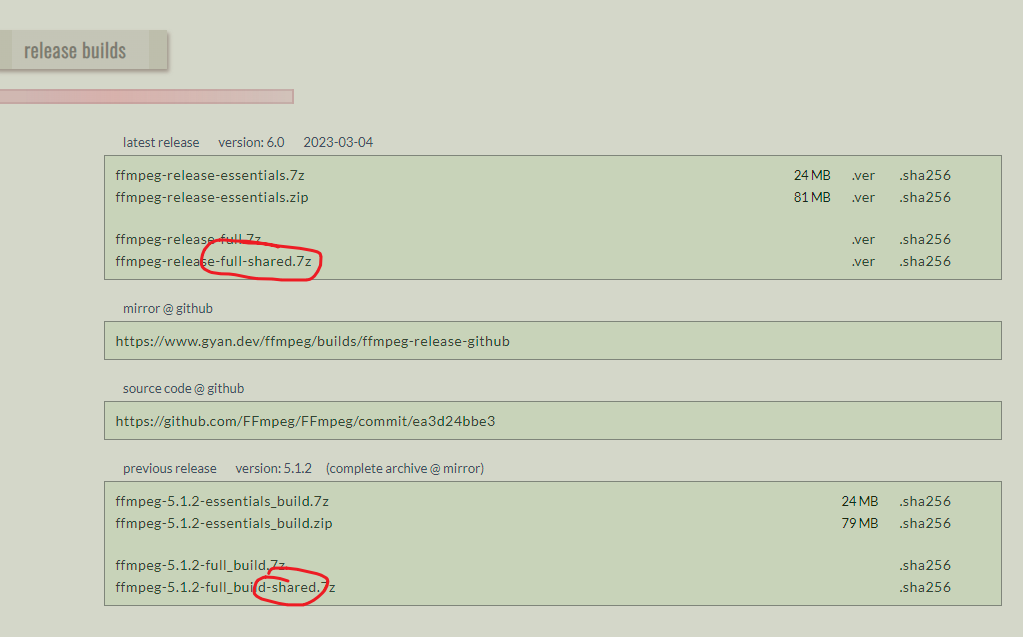 release builds
latest release version: 6.0 2023-03-04
ffmpeg-release-essentials.7z 24 MB .ver .sha256
ffmpeg-release-essentials.zip 81 MB .ver .sha256
ffmpeg-release-full.7z .ver .sha256
ffmpeg-release-full-shared.7z .ver .sha256
mirror @ github
https://www.gyan.dev/ffmpeg/builds/ffmpeg-release-github
source code @ github
https://github.com/FFmpeg/FFmpeg/commit/ea3d24bbe3
previous release version: 5.1.2 (complete archive @ mirror)
ffmpeg-5.1.2-essentials_build.7z 24 MB .sha256
ffmpeg-5.1.2-essentials_build.zip 79 MB .sha256
ffmpeg-5.1.2-full_build.7z .sha256
ffmpeg-5.1.2-full_build-shared.7z .sha256